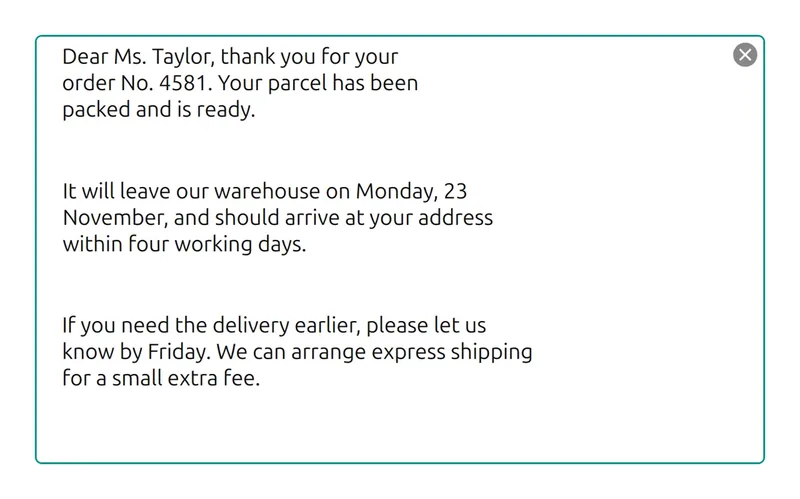 Dear Ms. Taylor, thank you for your
order No. 4581. Your parcel has been
packed and is ready.
It will leave our warehouse on Monday, 23
November, and should arrive at your address
within four working days.
If you need the delivery earlier, please let us
know by Friday. We can arrange express shipping
for a small extra fee.